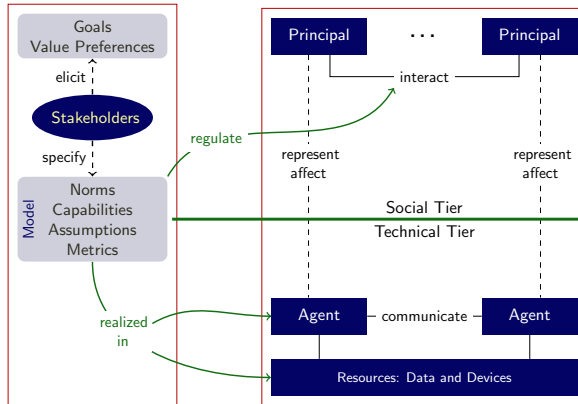 Goals
Value Preferences
elicit
Stakeholders
specify
Model
Norms
Capabilities
Assumptions
Metrics
realized
in
regulate
Principal
. . .
Principal
interact
represent
affect
represent
affect
Social Tier
Technical Tier
Agent
communicate
Agent
Resources: Data and Devices